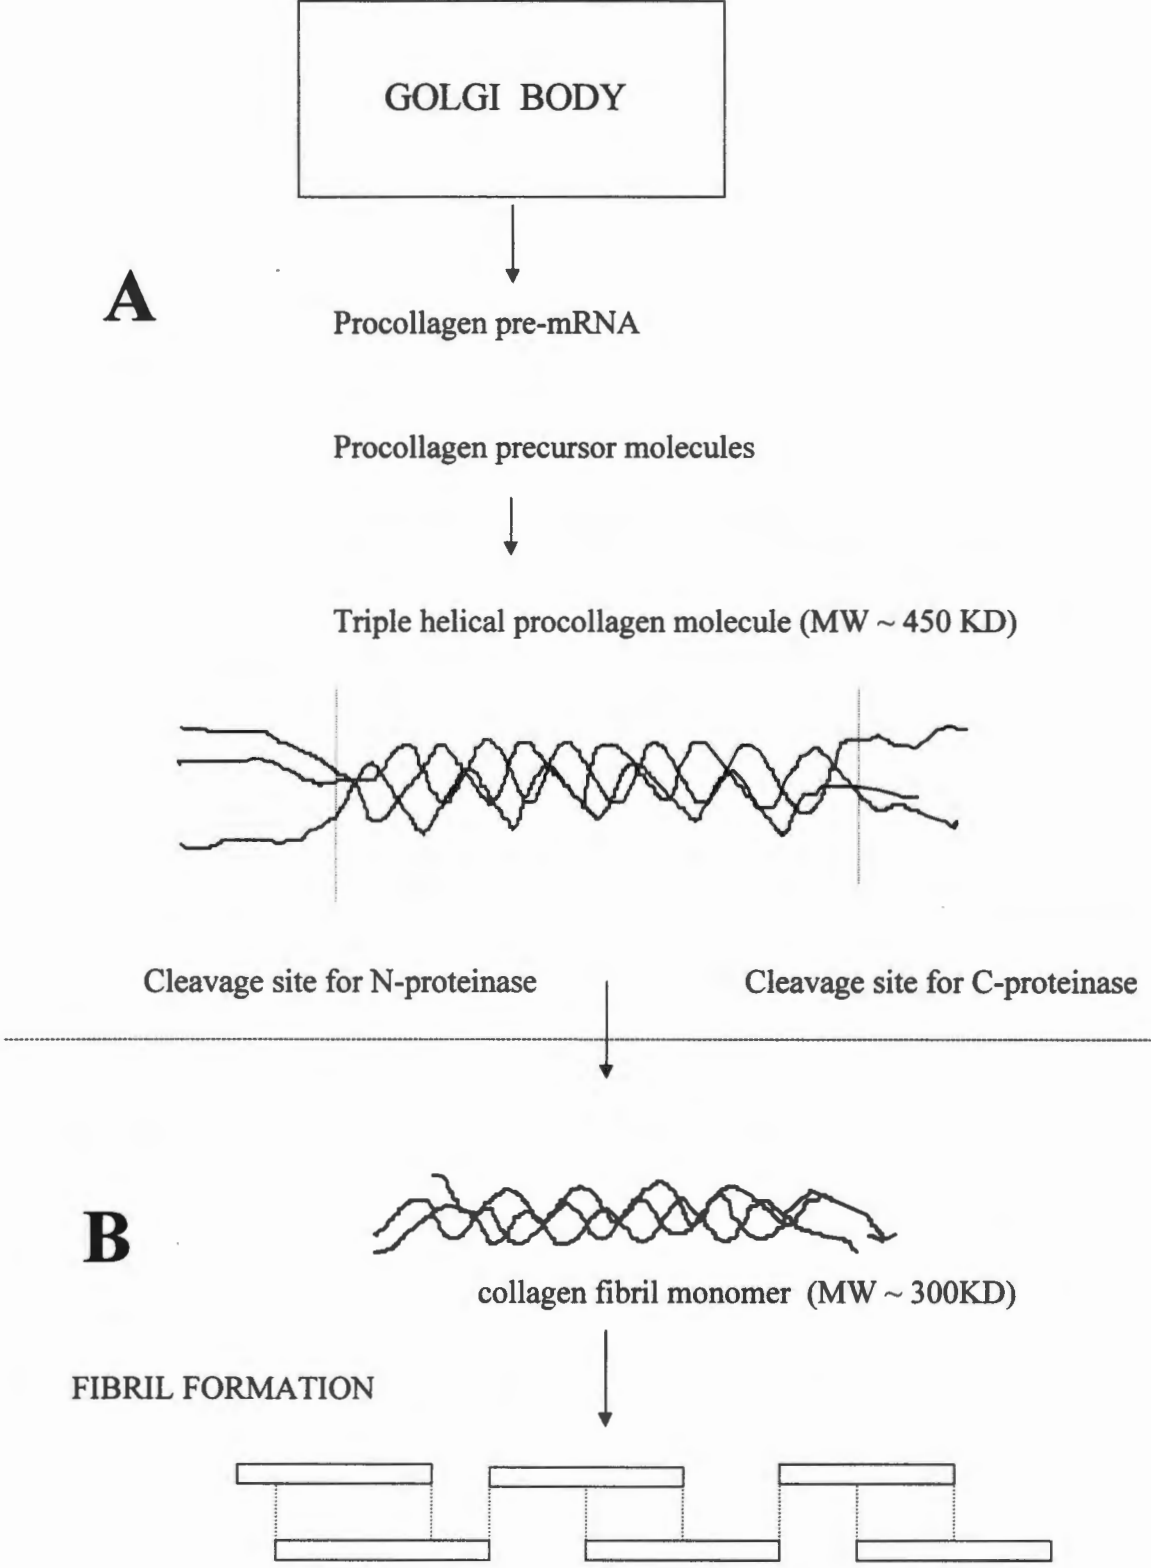 GOLGI BODY
A
Procollagen pre-mRNA
Procollagen precursor molecules
Triple helical procollagen molecule (MW ~ 450 KD)
Cleavage site for N-proteinase
Cleavage site for C-proteinase
B
collagen fibril monomer (MW ~ 300KD)
FIBRIL FORMATION